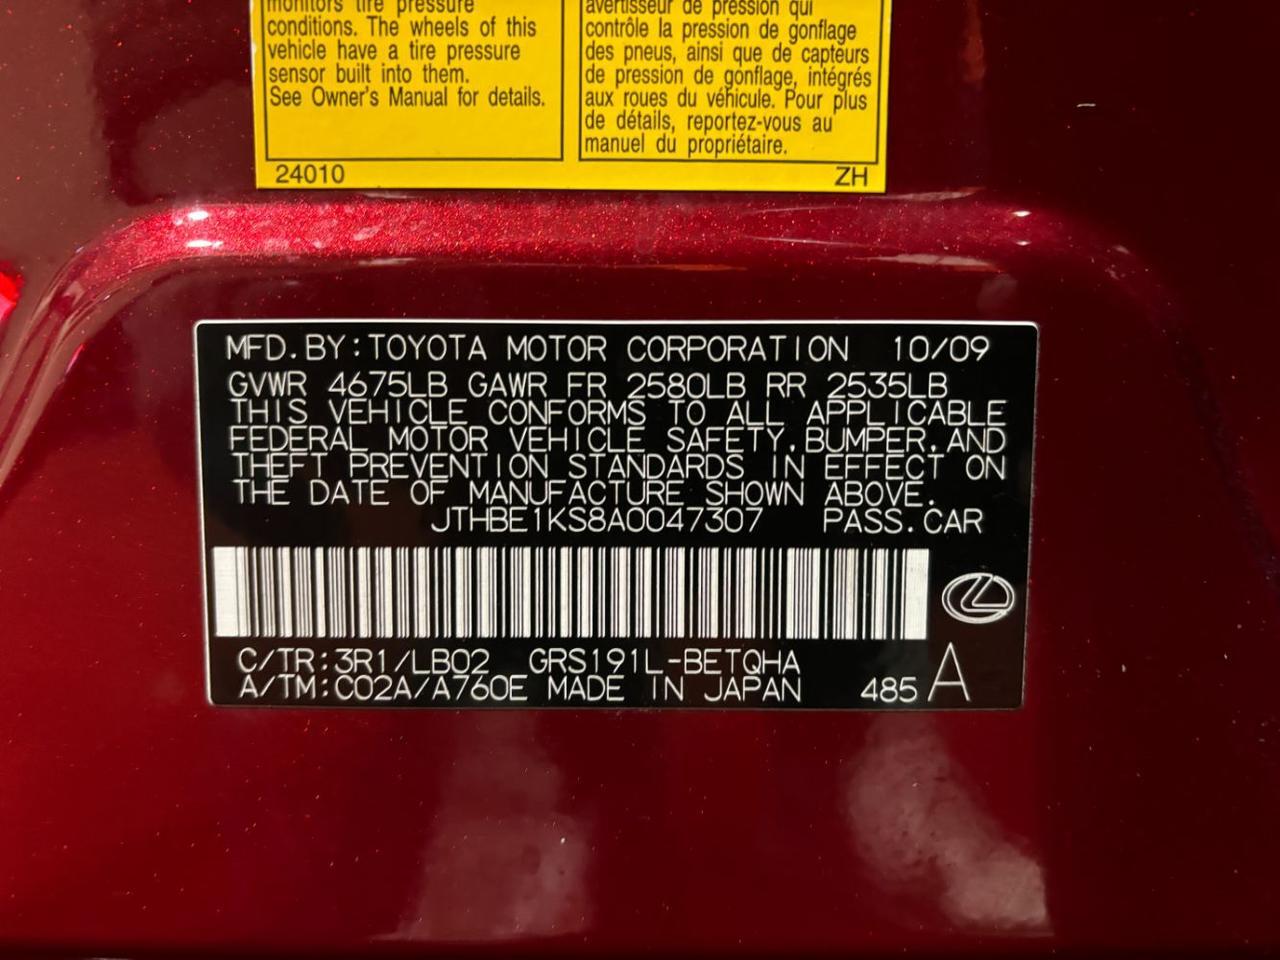 monitors tire pressure
conditions. The wheels of this
vehicle have a tire pressure
sensor built into them.
See Owner's Manual for details.
avertisseur de pression qui
contrôle la pression de gonflage
des pneus, ainsi que de capteurs
de pression de gonflage, intégrés
aux roues du véhicule. Pour plus
de détails, reportez-vous au
manuel du propriétaire.
24010 ZH
MFD. BY: TOYOTA MOTOR CORPORATION 10/09
GVWR 4675LB GAWR FR 2580LB RR 2535LB
THIS VEHICLE CONFORMS TO ALL APPLICABLE
FEDERAL MOTOR VEHICLE SAFETY, BUMPER, AND
THEFT PREVENTION STANDARDS IN EFFECT ON
THE DATE OF MANUFACTURE SHOWN ABOVE.
JTHBE1KS8A0047307 PASS. CAR
C/TR: 3R1/LB02 GRS191L-BETQHA
A/TM: C02A/A760E MADE IN JAPAN 485 A